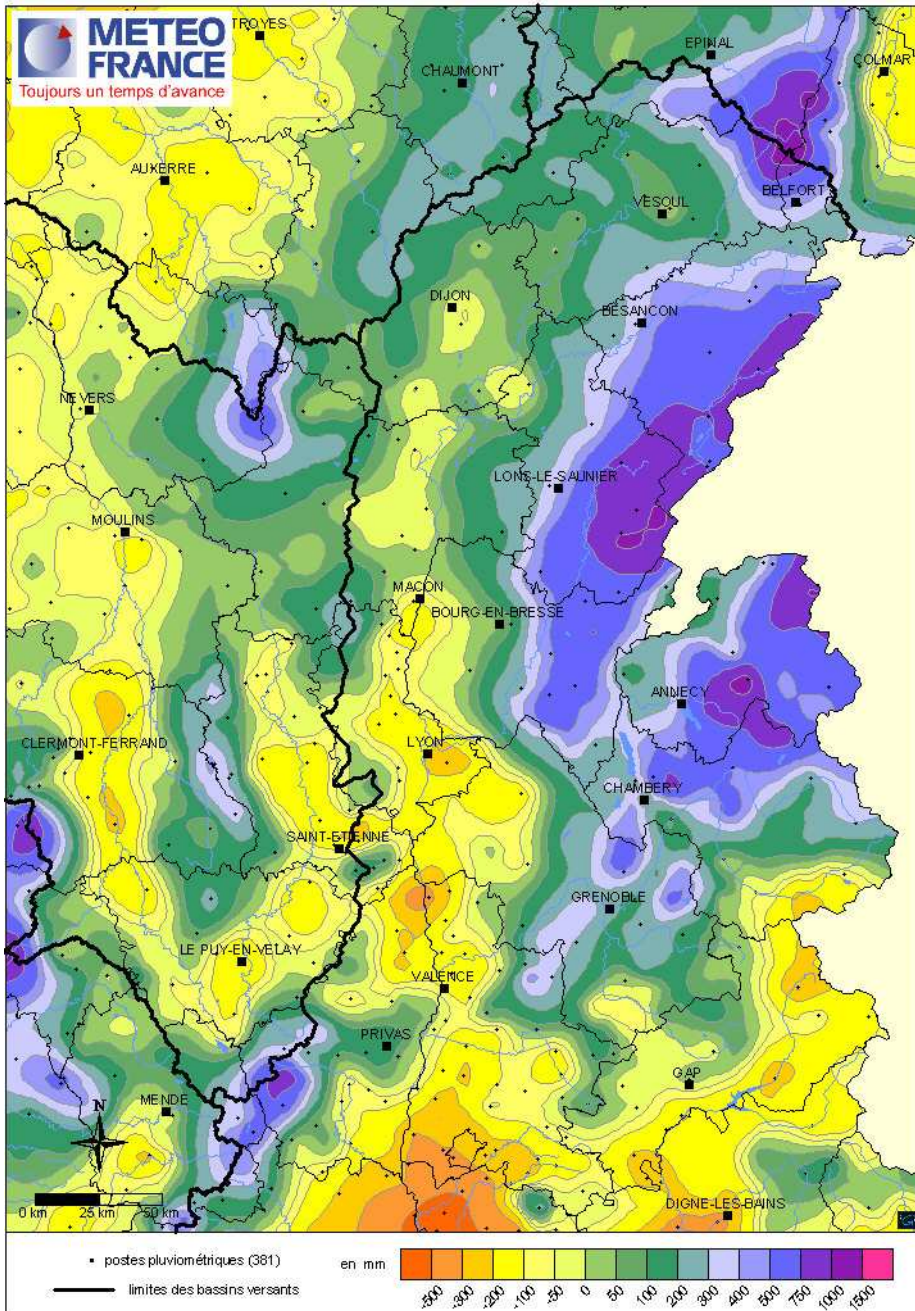 METEO
FRANCE
Toujours un temps d'avance
TROYES
EPINAL
COLMAR
CHAUMONT
AUXERRE
BELFORT
VESOUL
DIJON
BESANCON
NEVERS
LONS-LE-SAUNIER
MOULINS
MACON
BOURG-EN-BRESSE
ANNECY
CLERMONT-FERRAND
LYON
CHAMBERY
SAINT-ETIENNE
GRENOBLE
LE PUY-EN-VELAY
VALENCE
PRIVAS
GAP
MENDE
N
DIGNE-LES-BAINS
0 km 25 km 50 km
postes pluviométriques (381)
limites des bassins versants
en mm
-500 -300 -200 -100 -50 0 50 100 200 300 400 500 750 1000 1500